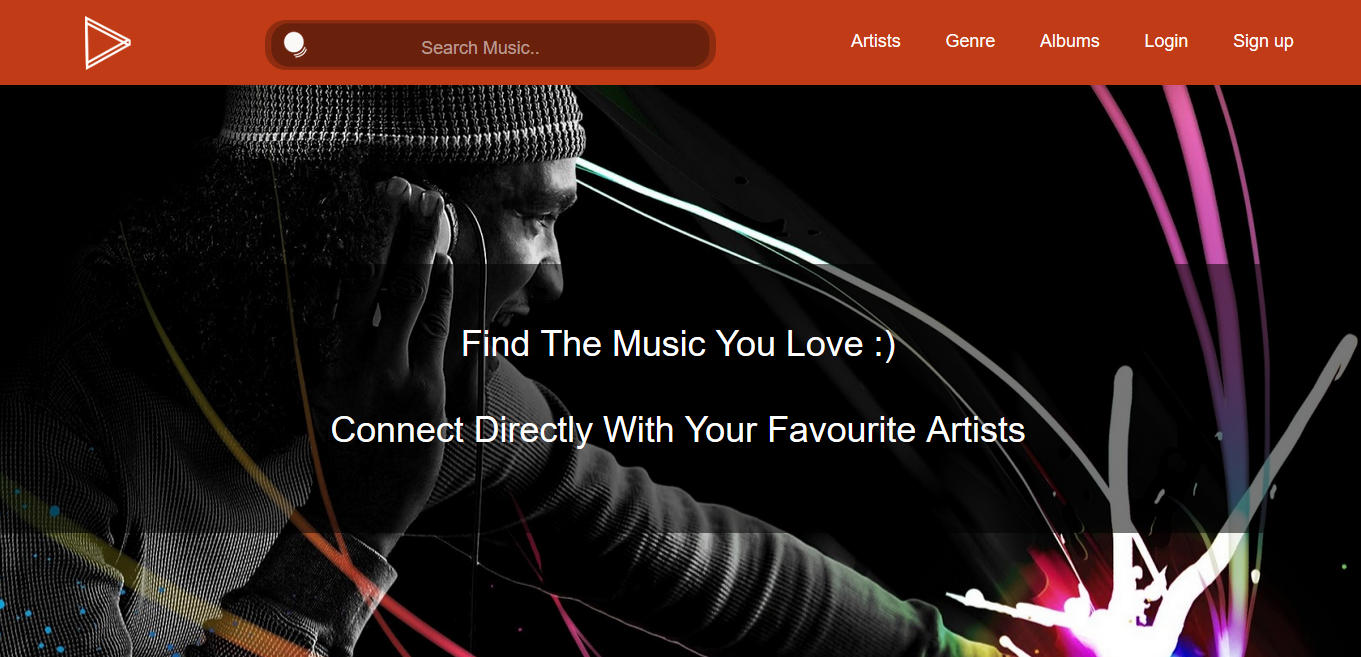 Search Music..
Artists
Genre
Albums
Login
Sign up
Find The Music You Love :)
Connect Directly With Your Favourite Artists